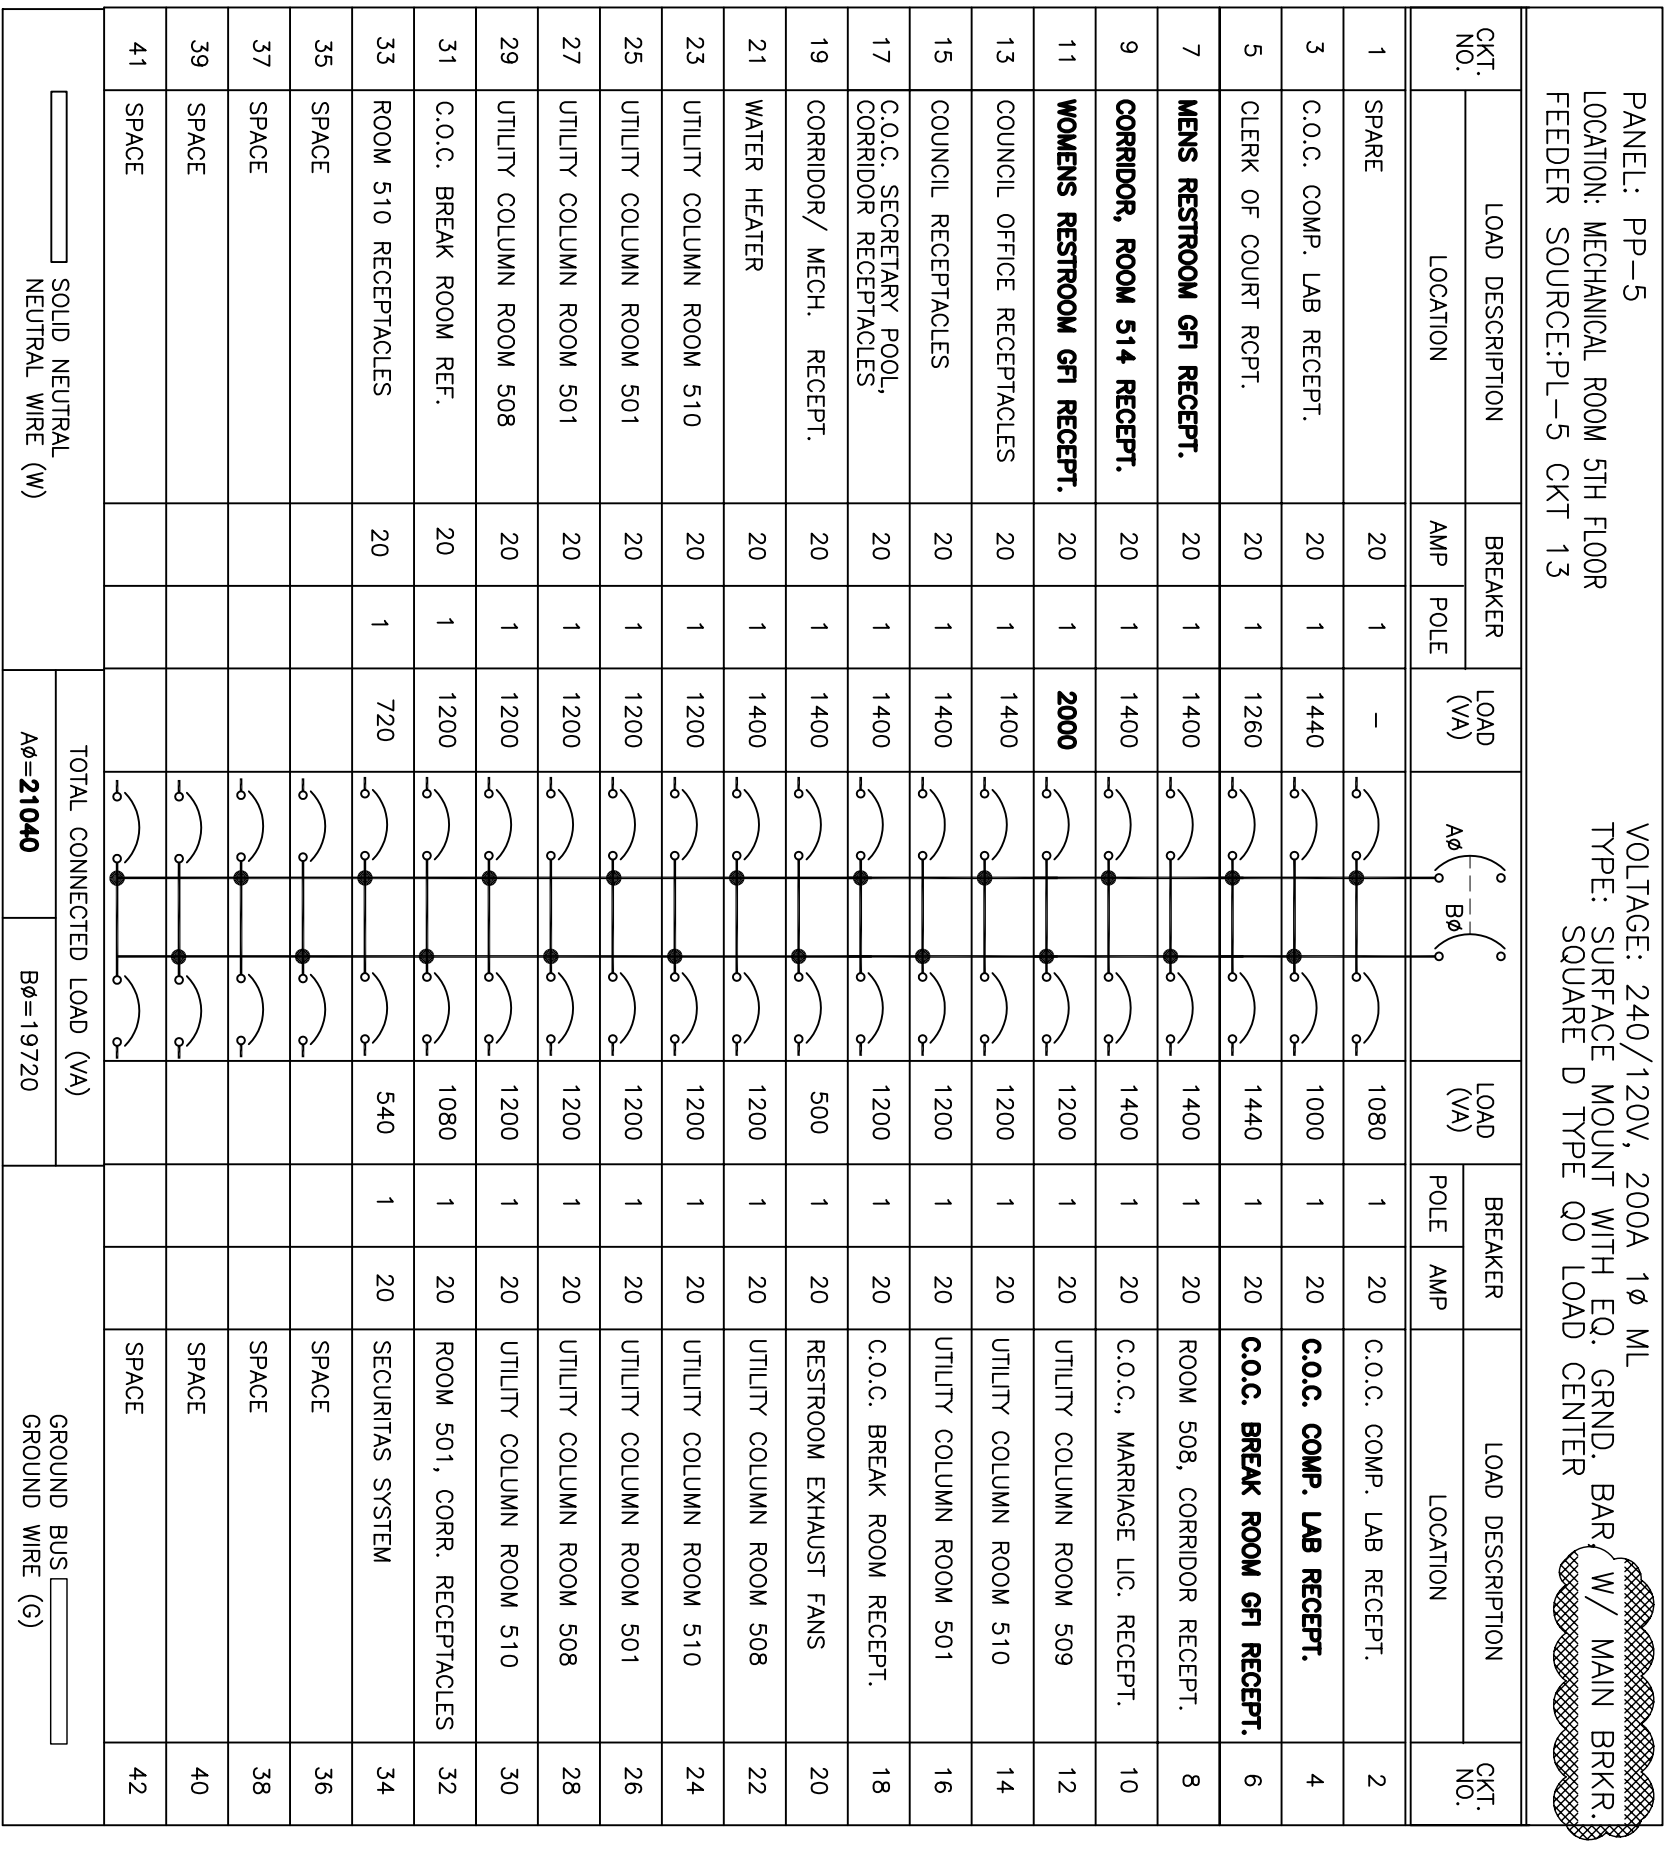 PANEL: PP-5
LOCATION: MECHANICAL ROOM 5TH FLOOR
FEEDER SOURCE:PL-5 CKT 13
VOLTAGE: 240/120V, 200A 1ø ML
TYPE: SURFACE MOUNT WITH EQ. GRND. BAR, W/ MAIN BRKR.
SQUARE D TYPE QO LOAD CENTER
CKT. NO. LOAD DESCRIPTION BREAKER LOAD (VA) Aø Bø LOAD (VA) BREAKER LOAD DESCRIPTION CKT. NO.
LOCATION AMP POLE POLE AMP LOCATION
1 SPARE 20 1 - 1080 1 20 C.O.C. COMP. LAB RECEPT. 2
3 C.O.C. COMP. LAB RECEPT. 20 1 1440 1000 1 20 C.O.C. COMP. LAB RECEPT. 4
5 CLERK OF COURT RCPT. 20 1 1260 1440 1 20 C.O.C. BREAK ROOM GFI RECEPT. 6
7 MENS RESTROOM GFI RECEPT. 20 1 1400 1400 1 20 ROOM 508, CORRIDOR RECEPT. 8
9 CORRIDOR, ROOM 514 RECEPT. 20 1 1400 1400 1 20 C.O.C., MARRIAGE LIC. RECEPT. 10
11 WOMENS RESTROOM GFI RECEPT. 20 1 2000 1200 1 20 UTILITY COLUMN ROOM 509 12
13 COUNCIL OFFICE RECEPTACLES 20 1 1400 1200 1 20 UTILITY COLUMN ROOM 510 14
15 COUNCIL RECEPTACLES 20 1 1400 1200 1 20 UTILITY COLUMN ROOM 501 16
17 C.O.C. SECRETARY POOL, CORRIDOR RECEPTACLES 20 1 1400 1200 1 20 C.O.C. BREAK ROOM RECEPT. 18
19 CORRIDOR/ MECH. RECEPT. 20 1 1400 500 1 20 RESTROOM EXHAUST FANS 20
21 WATER HEATER 20 1 1400 1200 1 20 UTILITY COLUMN ROOM 508 22
23 UTILITY COLUMN ROOM 510 20 1 1200 1200 1 20 UTILITY COLUMN ROOM 510 24
25 UTILITY COLUMN ROOM 501 20 1 1200 1200 1 20 UTILITY COLUMN ROOM 501 26
27 UTILITY COLUMN ROOM 501 20 1 1200 1200 1 20 UTILITY COLUMN ROOM 508 28
29 UTILITY COLUMN ROOM 508 20 1 1200 1200 1 20 UTILITY COLUMN ROOM 510 30
31 C.O.C. BREAK ROOM REF. 20 1 1200 1080 1 20 ROOM 501, CORR. RECEPTACLES 32
33 ROOM 510 RECEPTACLES 20 1 720 540 1 20 SECURITAS SYSTEM 34
35 SPACE SPACE 36
37 SPACE SPACE 38
39 SPACE SPACE 40
41 SPACE SPACE 42
SOLID NEUTRAL
NEUTRAL WIRE (W)
TOTAL CONNECTED LOAD (VA)
Aø=21040 Bø=19720
GROUND BUS
GROUND WIRE (G)